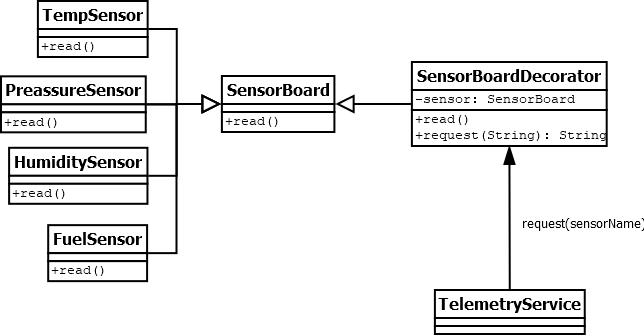 TempSensor
+read()
PreassureSensor
+read()
HumiditySensor
+read()
FuelSensor
+read()
SensorBoard
+read()
SensorBoardDecorator
-sensor: SensorBoard
+read()
+request(String): String
request(sensorName)
TelemetryService